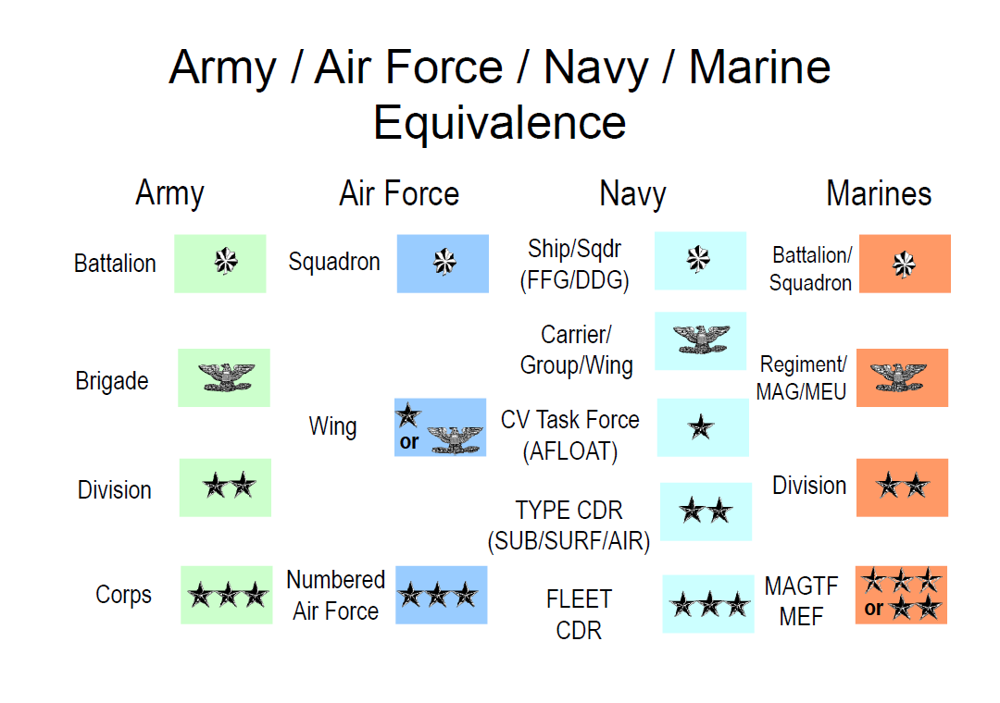 Army / Air Force / Navy / Marine
Equivalence
Army
Air Force
Navy
Marines
Battalion
Squadron
Ship/Sqdr
(FFG/DDG)
Battalion/
Squadron
Carrier/
Group/Wing
Brigade
Regiment/
MAG/MEU
Wing
or
CV Task Force
(AFLOAT)
Division
TYPE CDR
(SUB/SURF/AIR)
Division
Corps
Numbered
Air Force
FLEET
CDR
MAGTF
MEF
or